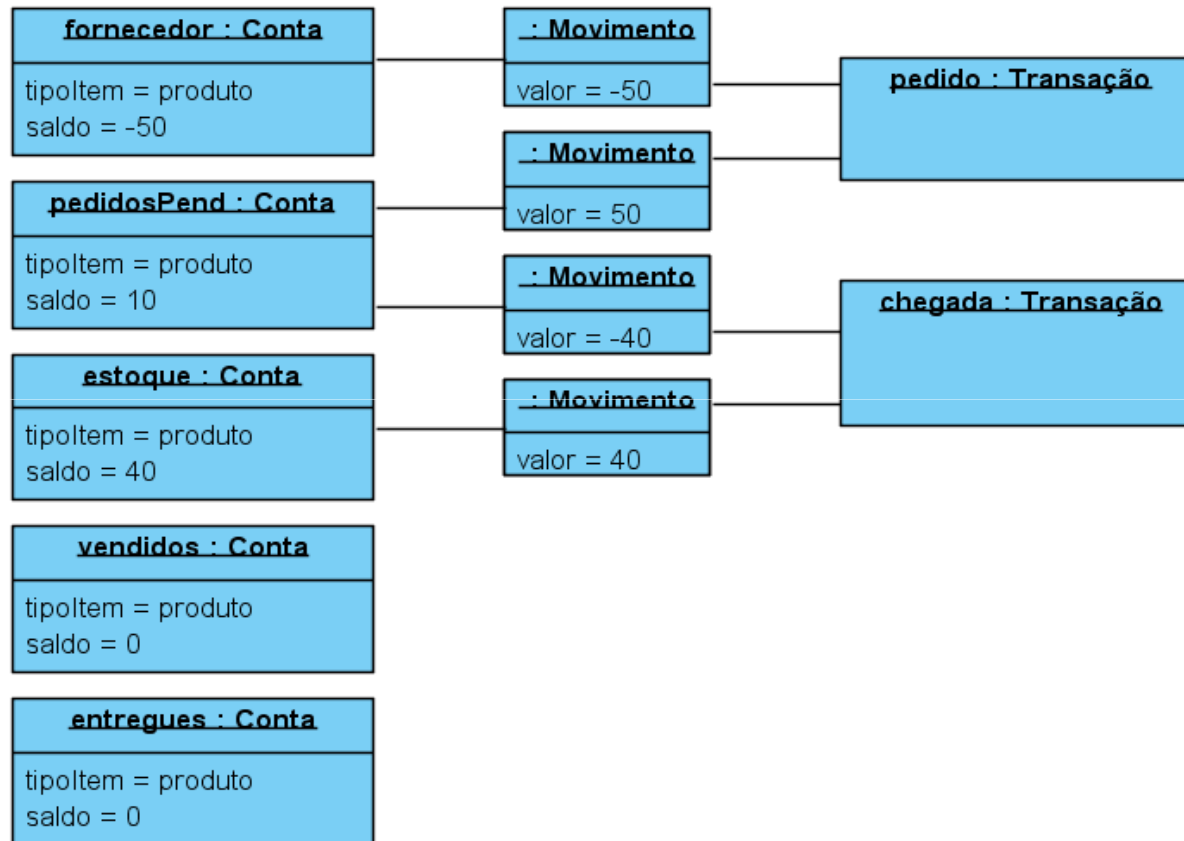 fornecedor : Conta
tipoItem = produto
saldo = -50
pedidosPend : Conta
tipoItem = produto
saldo = 10
estoque : Conta
tipoItem = produto
saldo = 40
vendidos : Conta
tipoItem = produto
saldo = 0
entregues : Conta
tipoItem = produto
saldo = 0
: Movimento
valor = -50
: Movimento
valor = 50
: Movimento
valor = -40
: Movimento
valor = 40
pedido : Transação
chegada : Transação